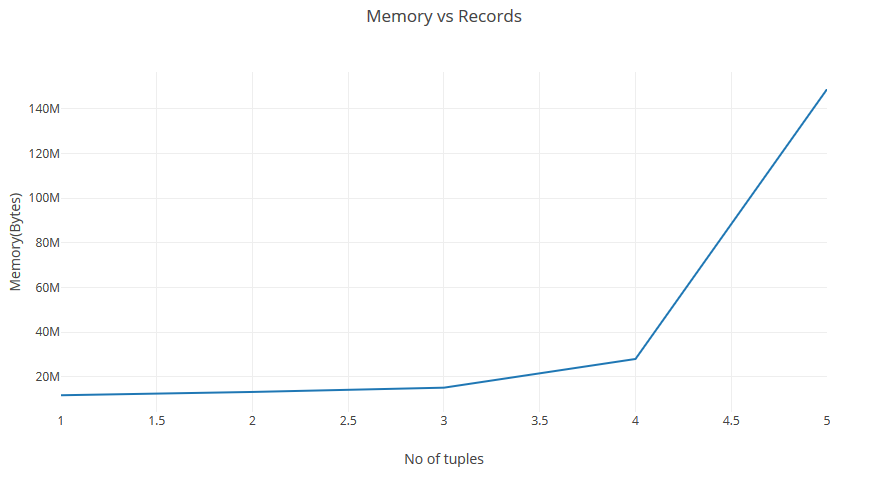 Memory vs Records
Memory(Bytes)
140M
120M
100M
80M
60M
40M
20M
1 1.5 2 2.5 3 3.5 4 4.5 5
No of tuples